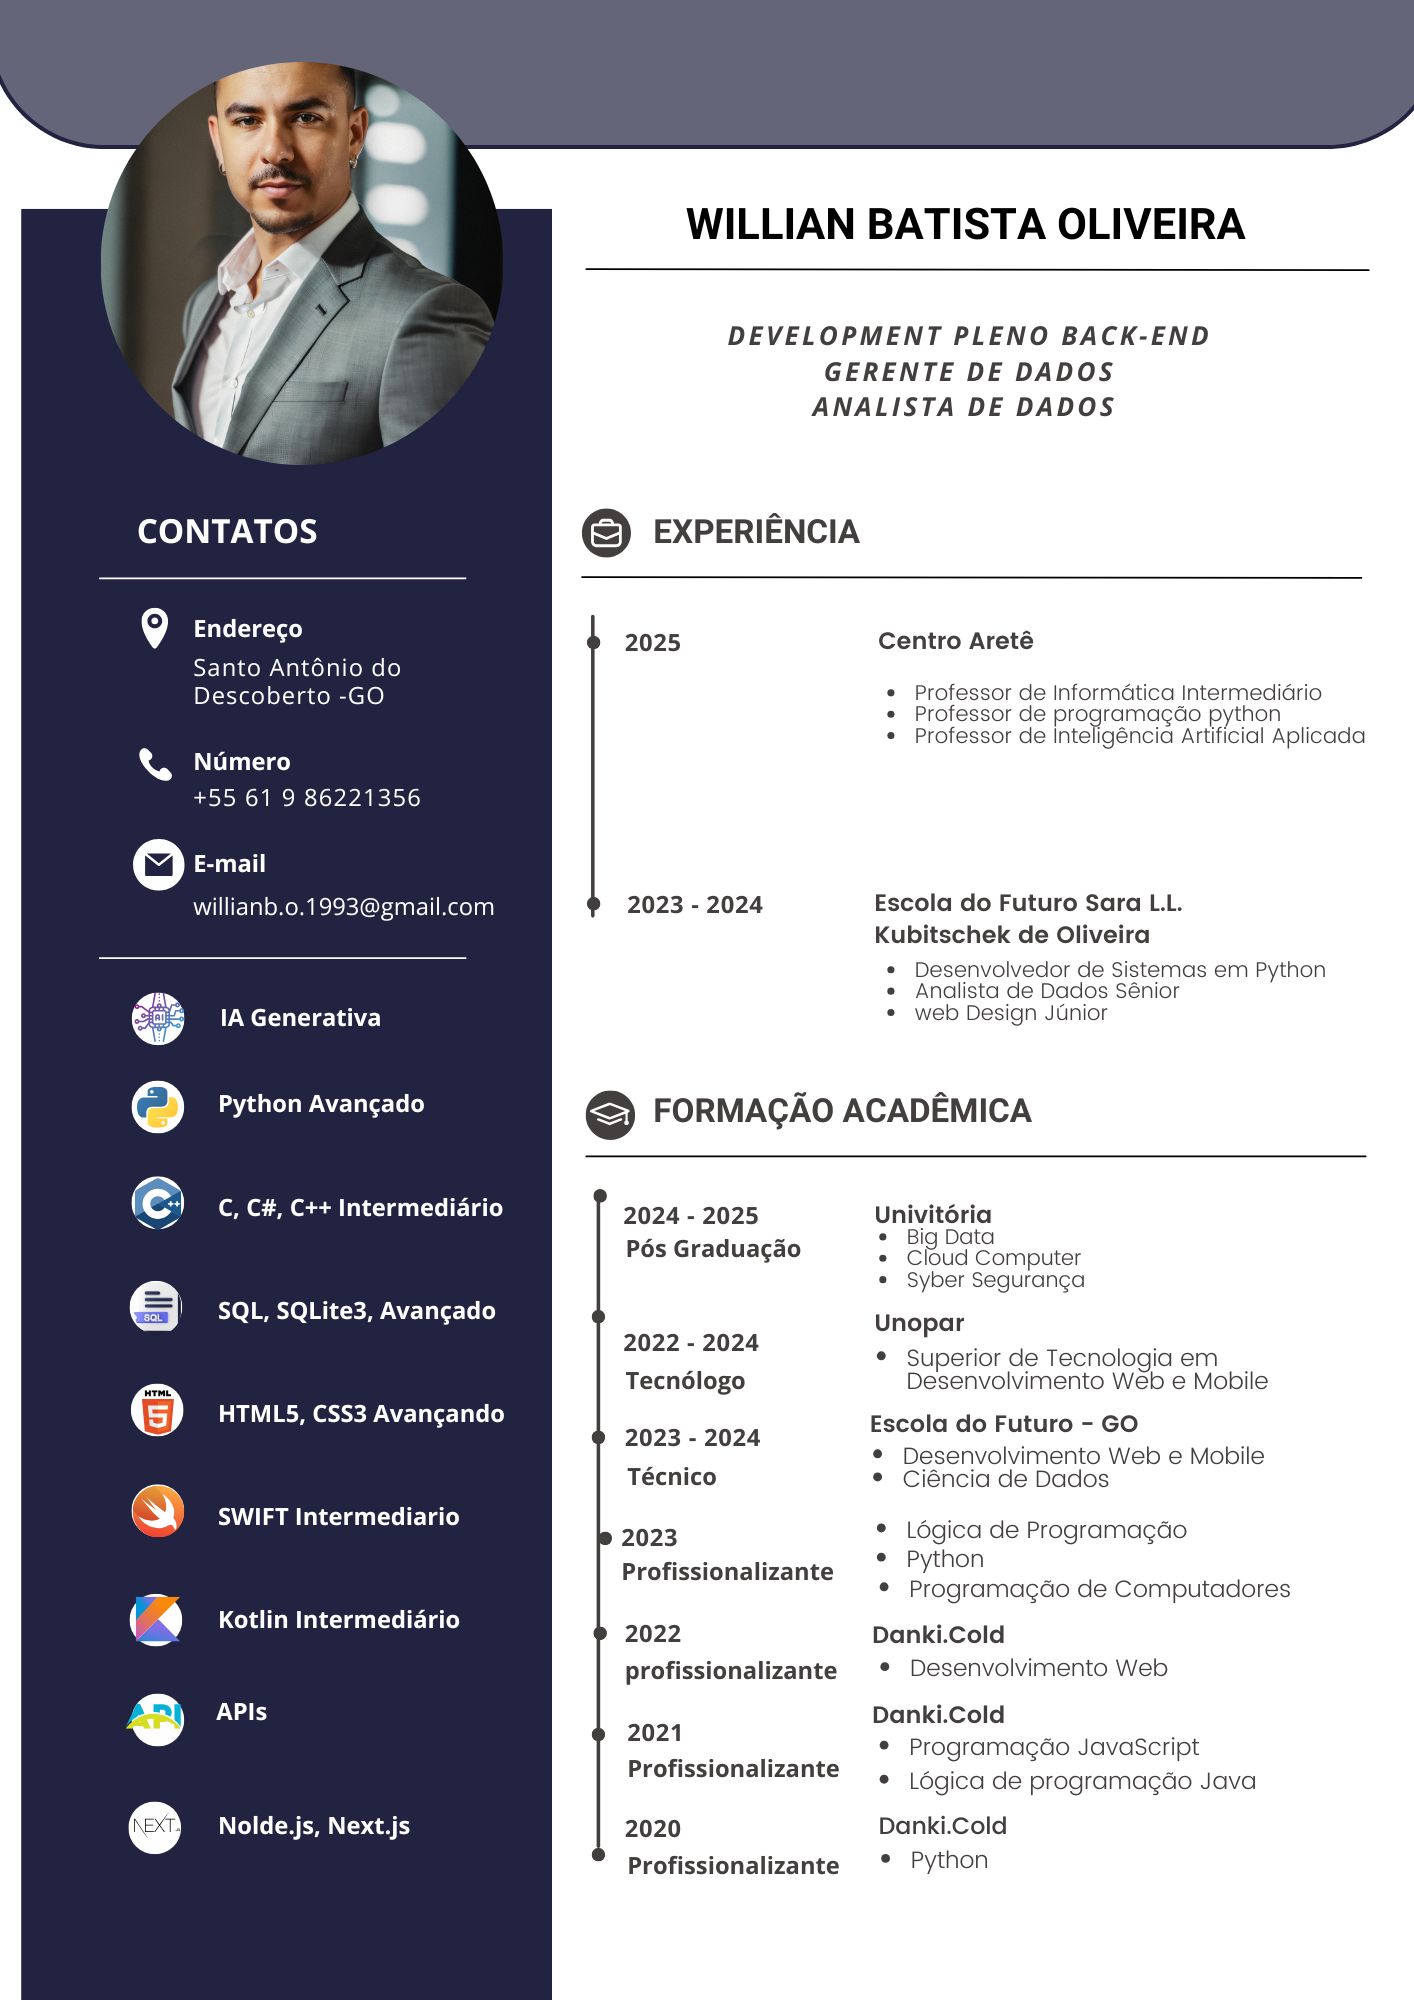 WILLIAN BATISTA OLIVEIRA
DEVELOPMENT PLENO BACK-END
GERENTE DE DADOS
ANALISTA DE DADOS
CONTATOS
Endereço
Santo Antônio do
Descoberto -GO
Número
+55 61 9 86221356
E-mail
willianb.o.1993@gmail.com
AI
IA Generativa
Python Avançado
C ++
C, C#, C++ Intermediário
SQL
SQL, SQLite3, Avançado
HTML
5
HTML5, CSS3 Avançando
SWIFT Intermediario
Kotlin Intermediário
API
APIs
NEXT.js
Nolde.js, Next.js
EXPERIÊNCIA
2025
Centro Aretê
• Professor de Informática Intermediário
• Professor de programação python
• Professor de Inteligência Artificial Aplicada
2023 - 2024
Escola do Futuro Sara L.L.
Kubitschek de Oliveira
• Desenvolvedor de Sistemas em Python
• Analista de Dados Sênior
• web Design Júnior
FORMAÇÃO ACADÊMICA
2024 - 2025
Pós Graduação
Univitória
• Big Data
• Cloud Computer
• Syber Segurança
2022 - 2024
Tecnólogo
Unopar
• Superior de Tecnologia em
Desenvolvimento Web e Mobile
2023 - 2024
Técnico
Escola do Futuro - GO
• Desenvolvimento Web e Mobile
• Ciência de Dados
2023
Profissionalizante
• Lógica de Programação
• Python
• Programação de Computadores
2022
profissionalizante
Danki.Cold
• Desenvolvimento Web
2021
Profissionalizante
Danki.Cold
• Programação JavaScript
• Lógica de programação Java
2020
Profissionalizante
Danki.Cold
• Python